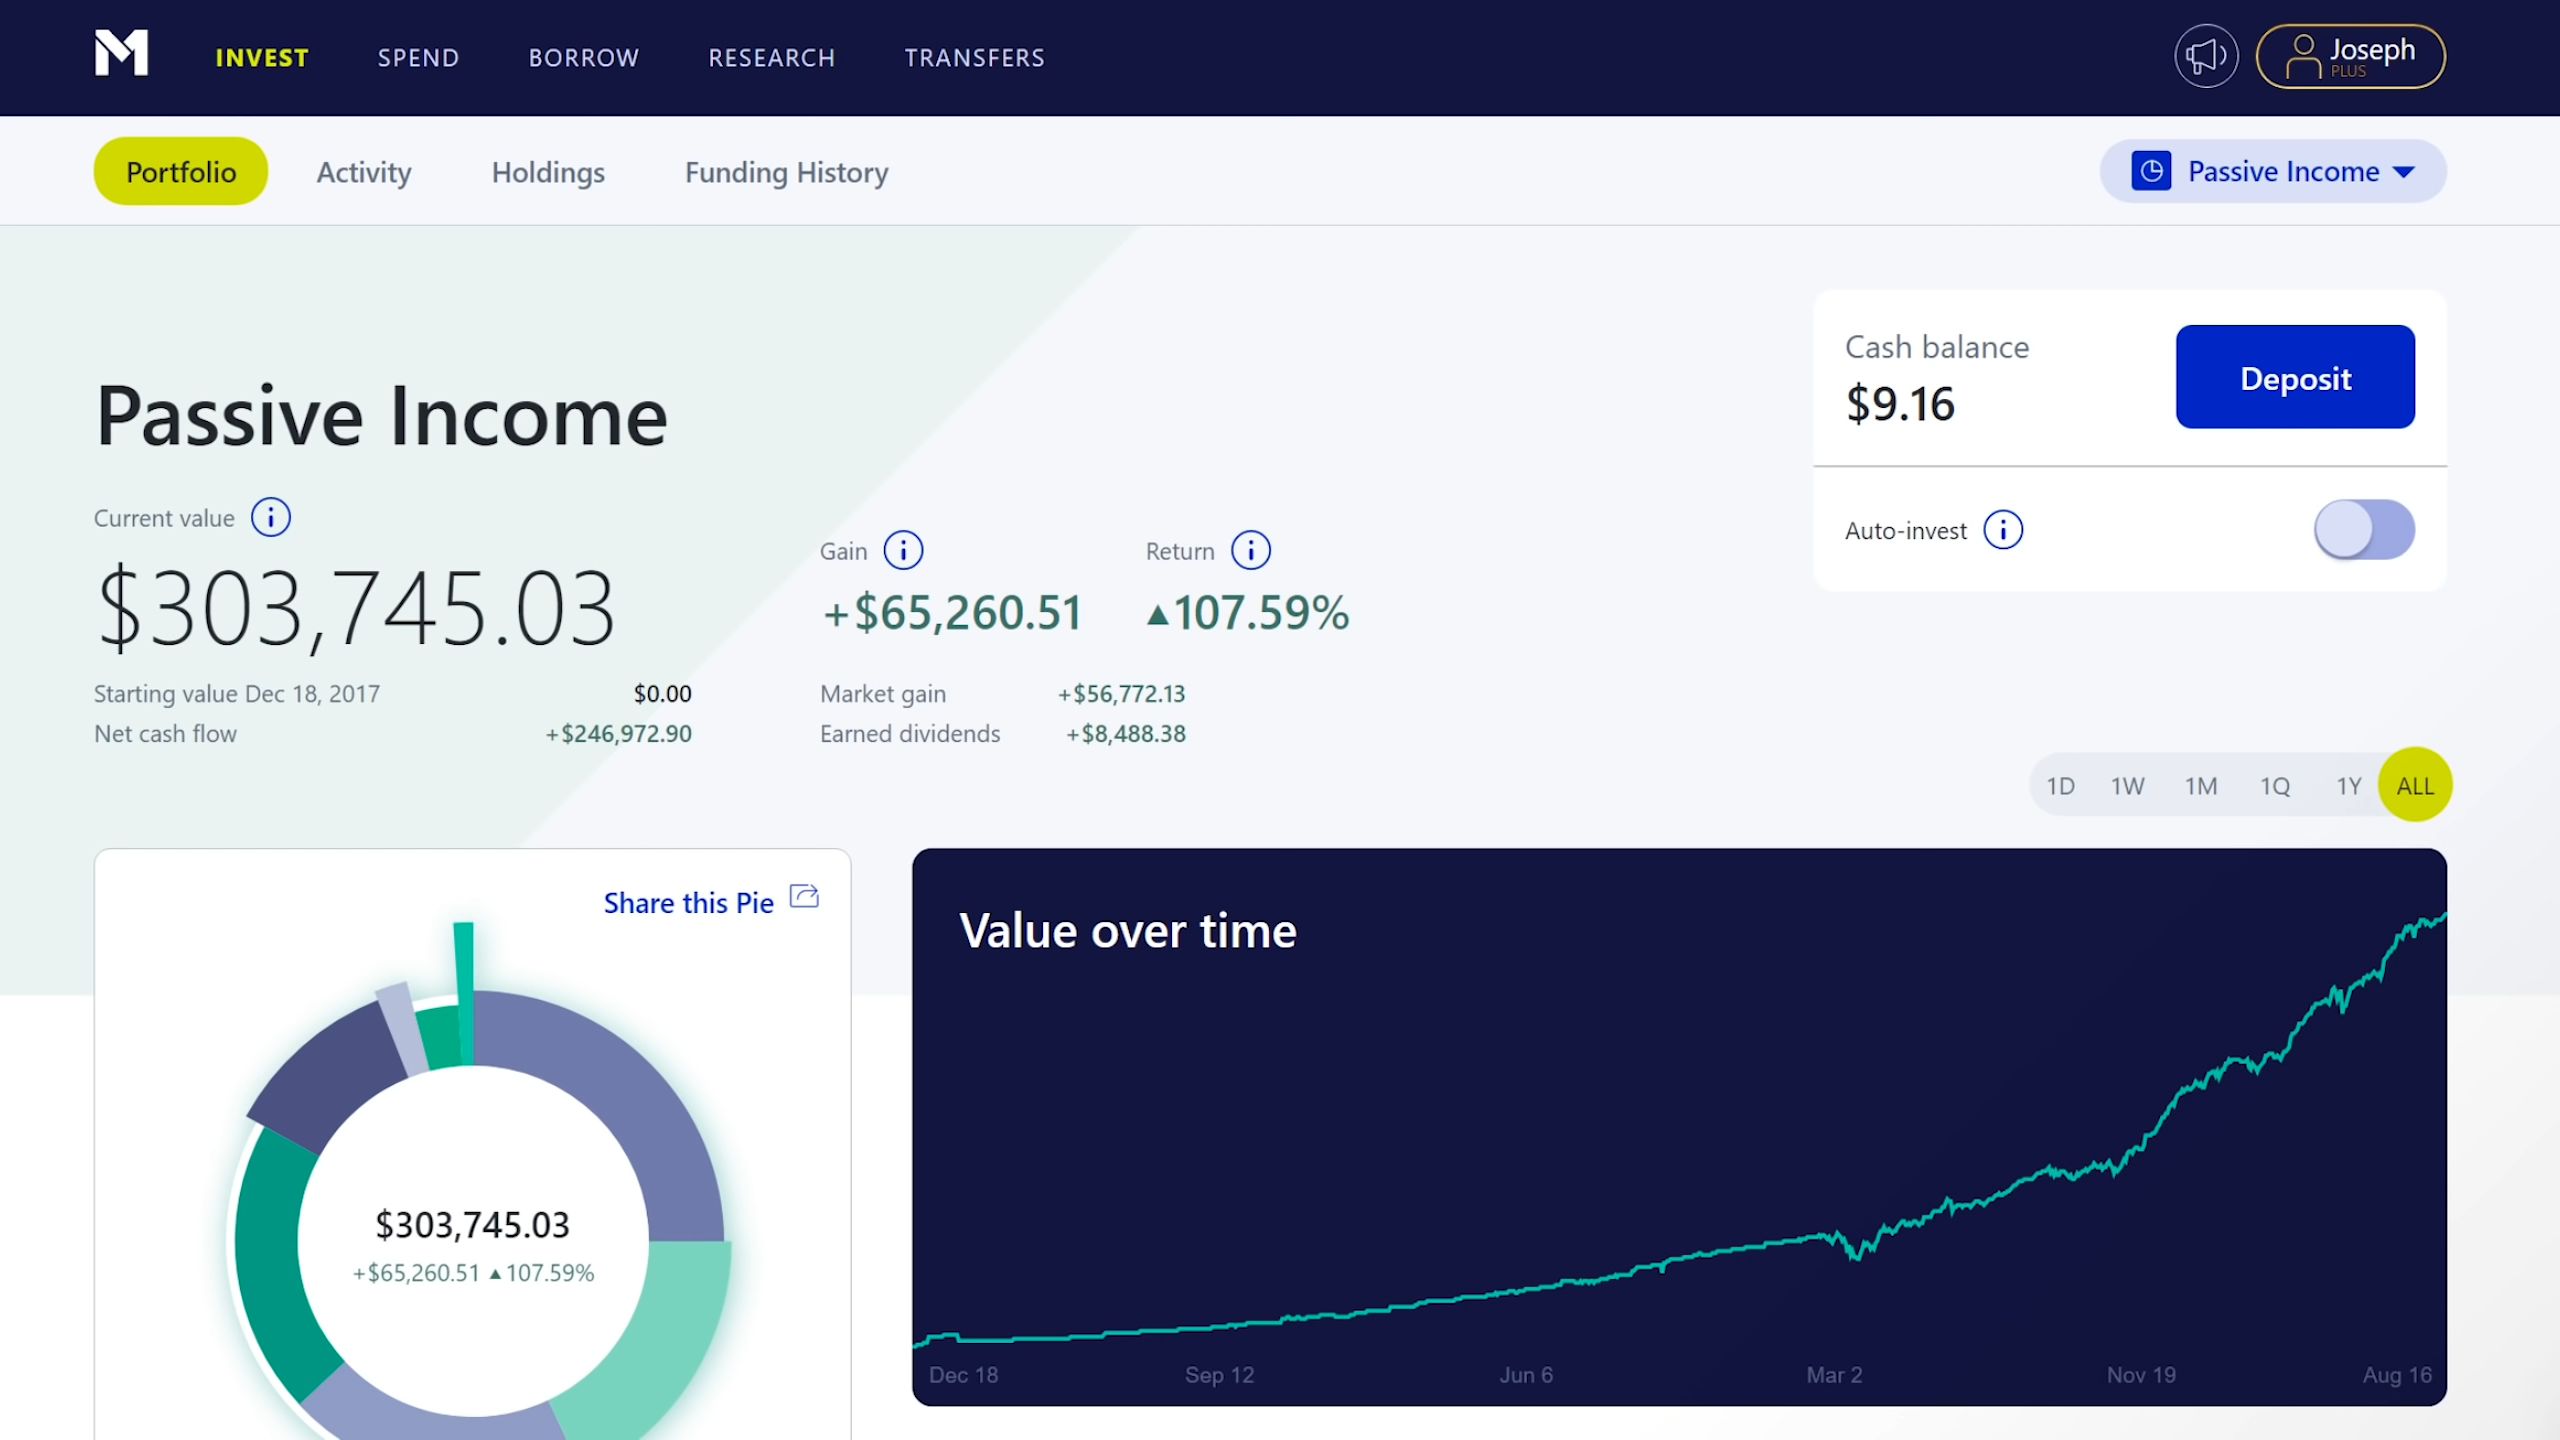 M INVEST SPEND BORROW RESEARCH TRANSFERS Joseph
PLUS
Portfolio Activity Holdings Funding History Passive Income
Cash balance
$9.16
Deposit
Auto-invest
Passive Income
Current value
$303,745.03
Starting value Dec 18, 2017 $0.00
Net cash flow +$246,972.90
Gain
+$65,260.51
Return
▲107.59%
Market gain +$56,772.13
Earned dividends +$8,488.38
1D 1W 1M 1Q 1Y ALL
Share this Pie
$303,745.03
+$65,260.51 ▲107.59%
Value over time
Dec 18 Sep 12 Jun 6 Mar 2 Nov 19 Aug 16